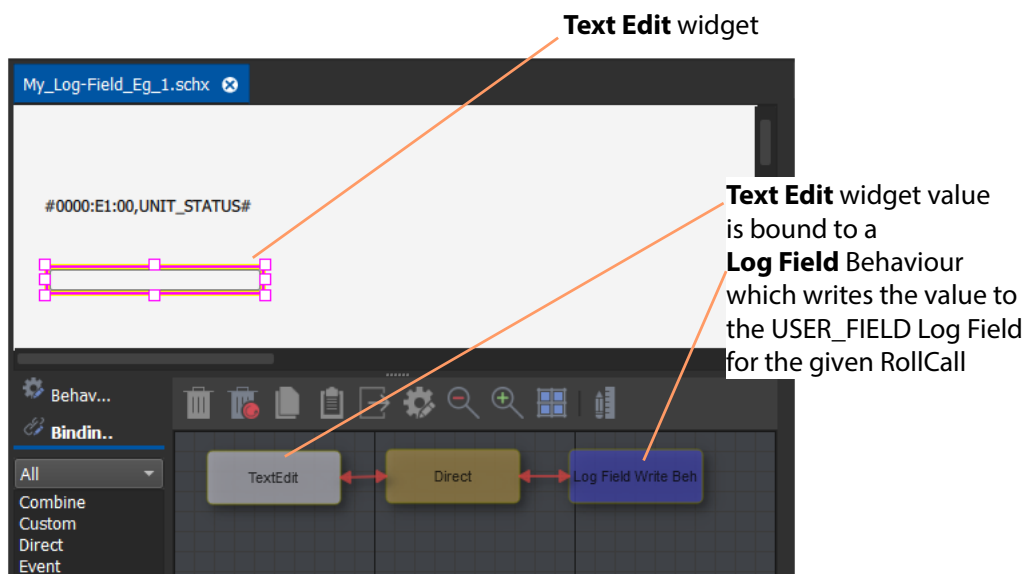 Text Edit widget
My_Log-Field_Eg_1.schx
#0000:E1:00,UNIT_STATUS#
Text Edit widget value
is bound to a
Log Field Behaviour
which writes the value to
the USER_FIELD Log Field
for the given RollCall
Behav...
Bindin..
All
Combine
Custom
Direct
Event
TextEdit
Direct
Log Field Write Beh